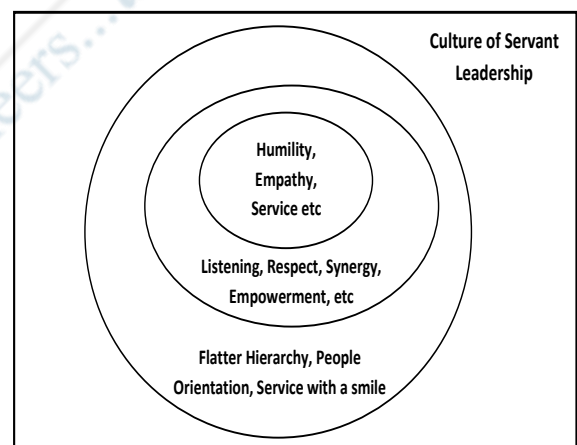 Culture of Servant
Leadership
Humility,
Empathy,
Service etc
Listening, Respect, Synergy,
Empowerment, etc
Flatter Hierarchy, People
Orientation, Service with a smile